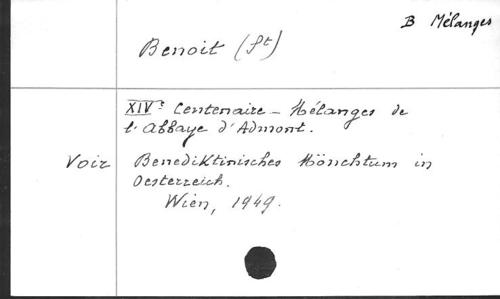 B Mélanges
Benoit (St)
XIVe Centenaire - Mélanges de
l'abbaye d'Admont.
Voir Benediktinisches Mönchtum in
Oesterreich.
Wien, 1949.